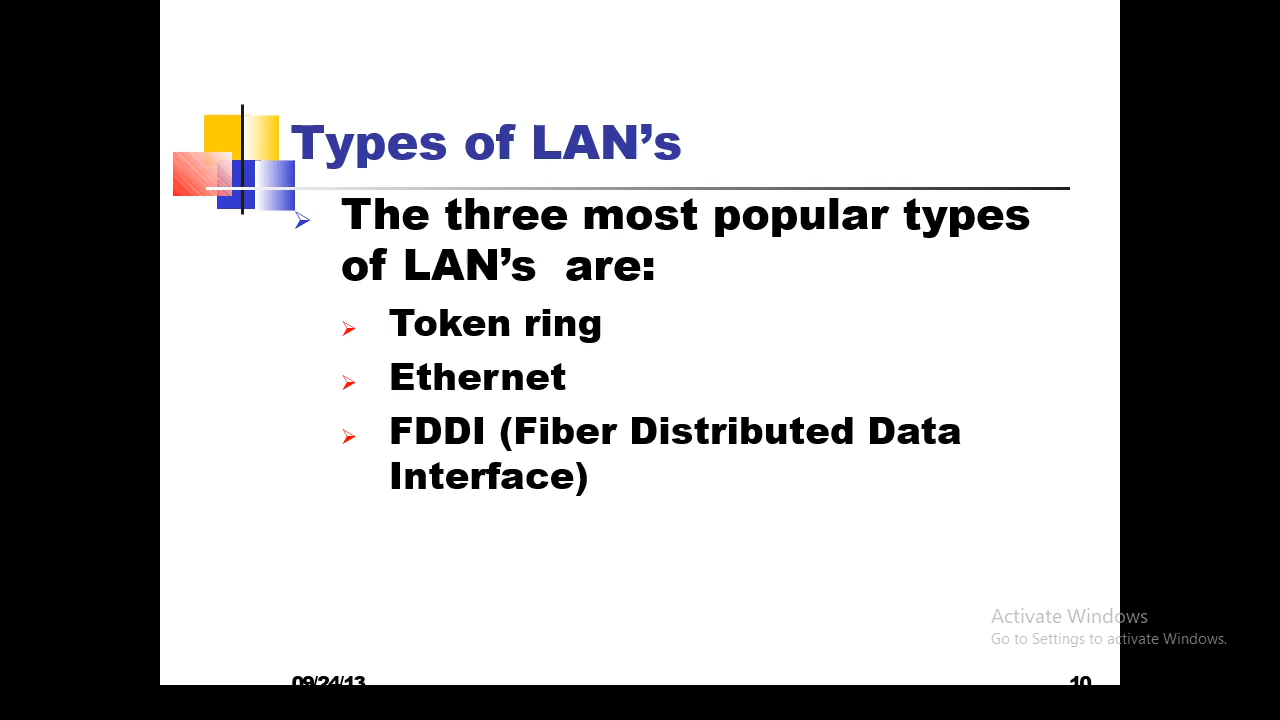 Types of LAN’s
➢ The three most popular types
of LAN’s  are:
➢ Token ring
➢ Ethernet
➢ FDDI (Fiber Distributed Data
Interface)
Activate Windows
Go to Settings to activate Windows.
09/24/13
10